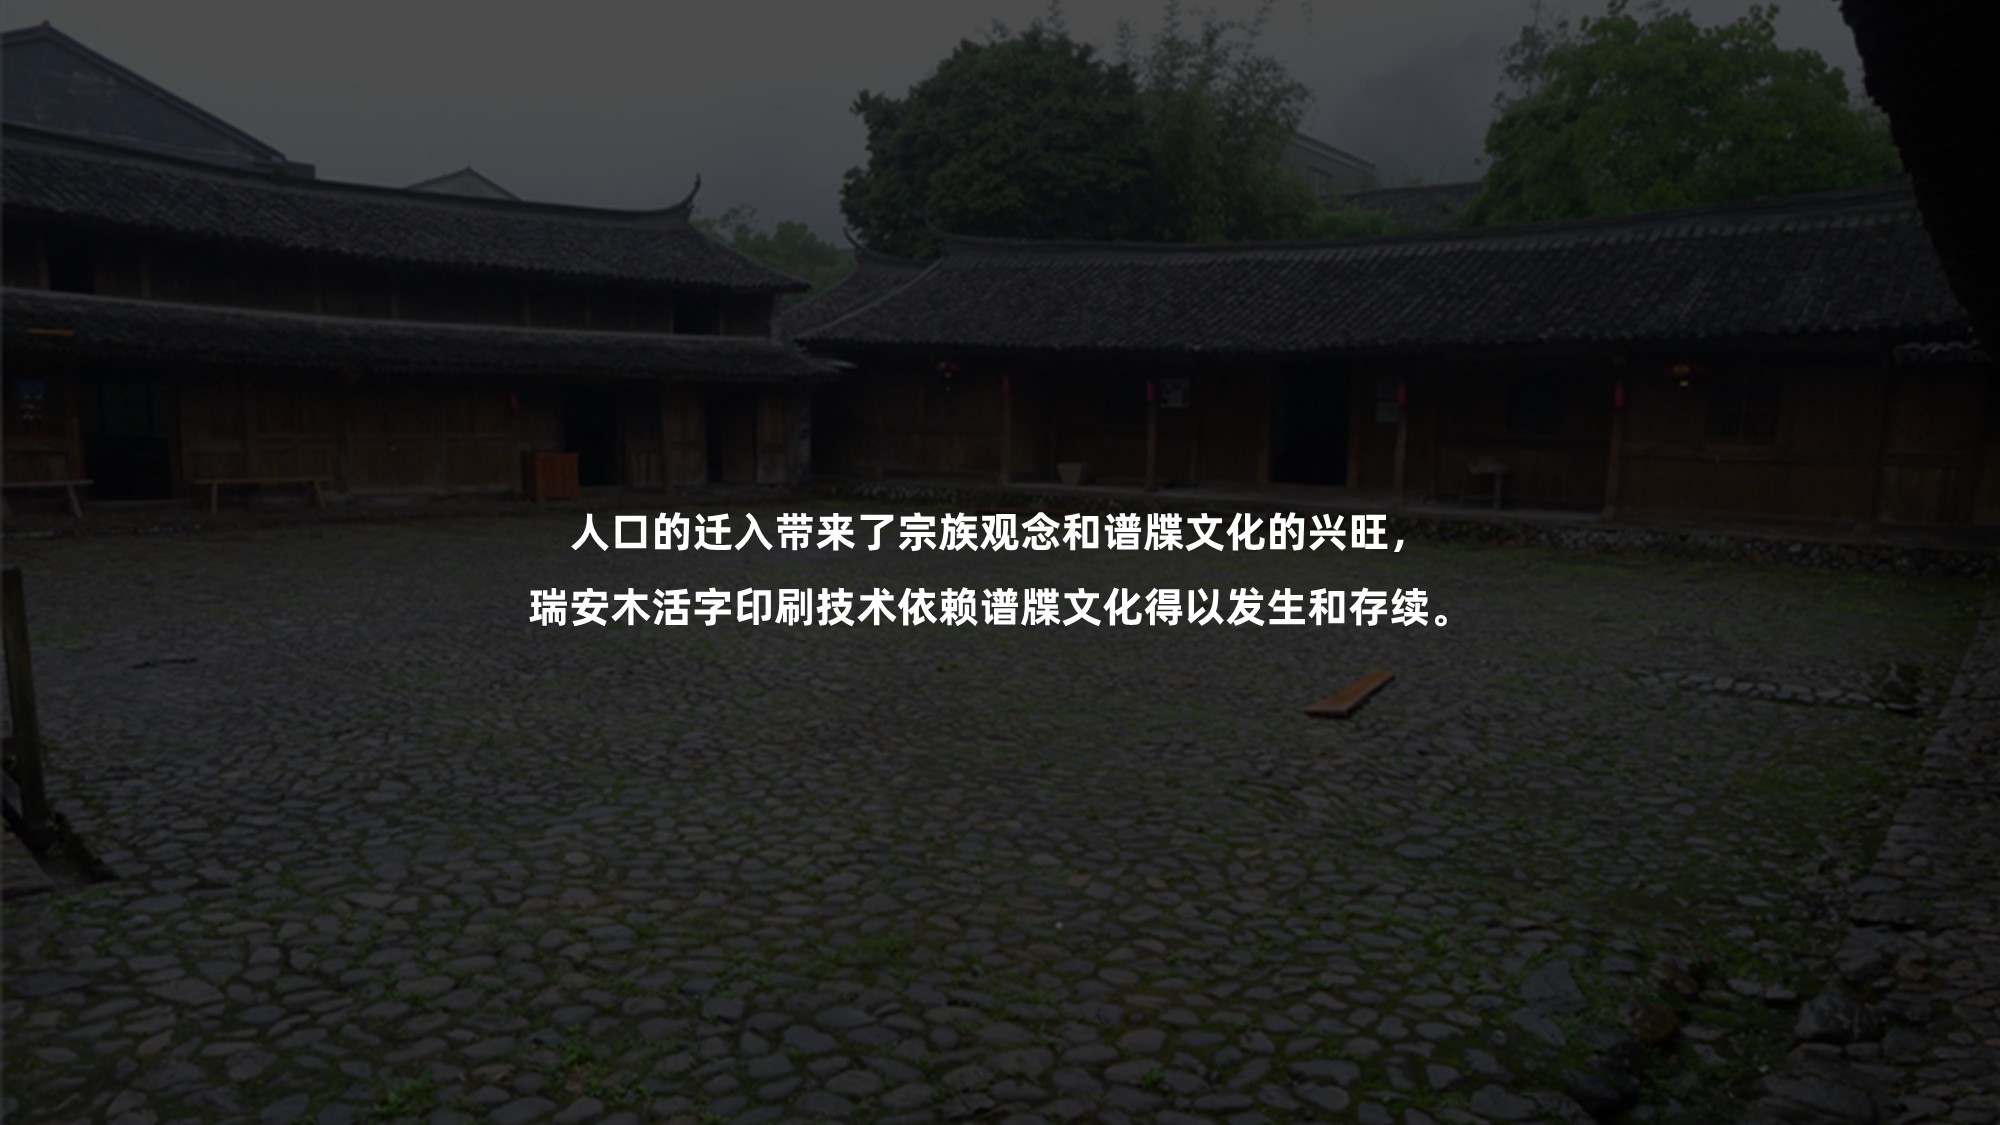 人口的迁入带来了宗族观念和谱牒文化的兴旺，
瑞安木活字印刷技术依赖谱牒文化得以发生和存续。